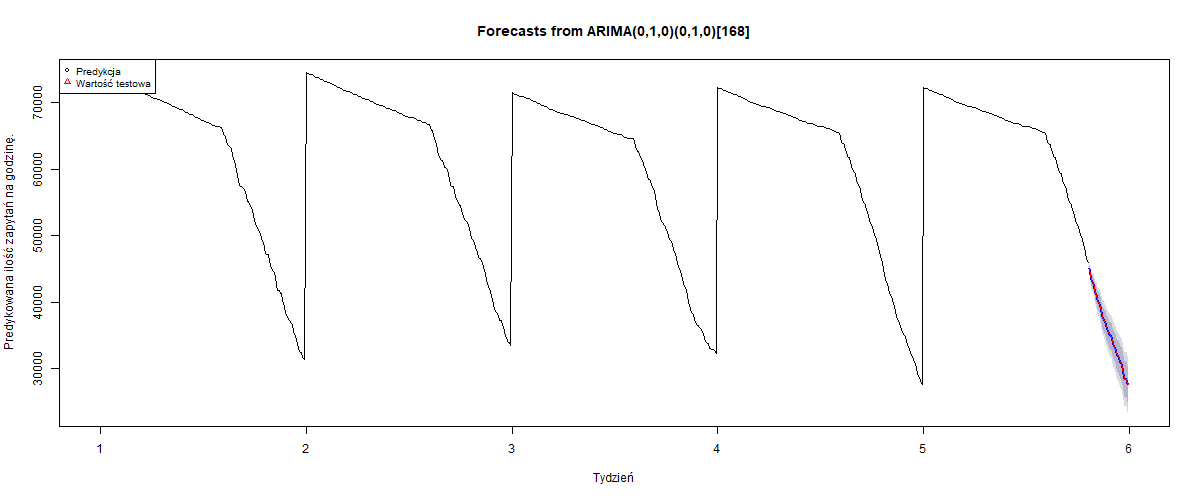 Forecasts from ARIMA(0,1,0)(0,1,0)[168]
Predykcja
Wartość testowa
Predykowana ilość zapytań na godzinę.
70000
60000
50000
40000
30000
1 2 3 4 5 6
Tydzień